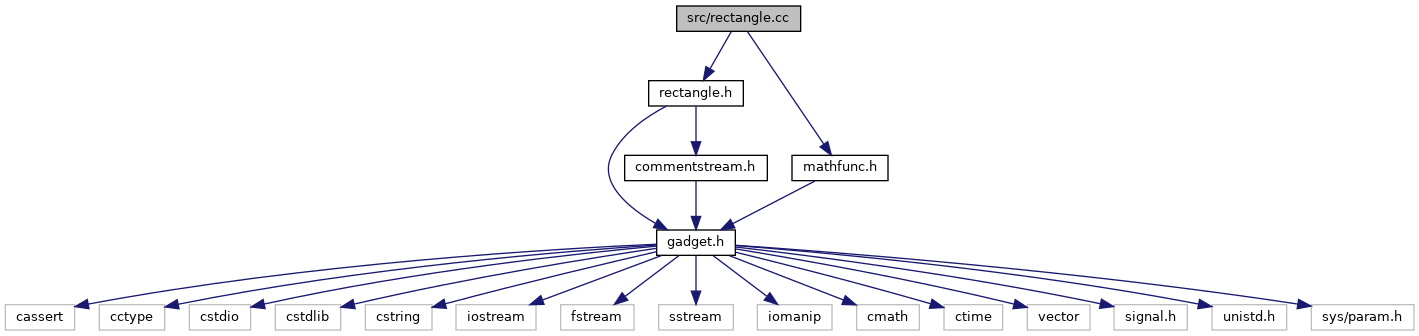 src/rectangle.cc
rectangle.h
commentstream.h
mathfunc.h
gadget.h
cassert
cctype
cstdio
cstdlib
cstring
iostream
fstream
sstream
iomanip
cmath
ctime
vector
signal.h
unistd.h
sys/param.h